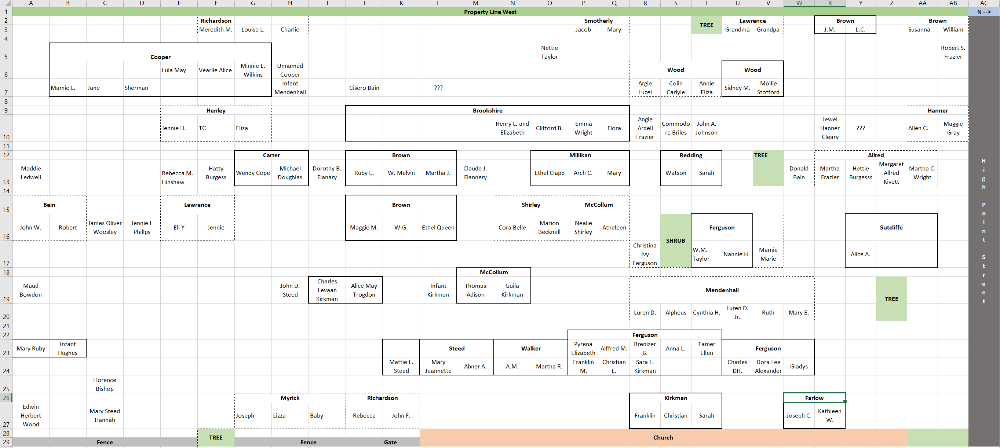 A B C D E F G H I J K L M N O P Q R S T U V W X Y Z AA AB AC
1 Property Line West N -->
2 Richardson Smotherly TREE Lawrence Brown Brown
3 Meredith M. Louise L. Charlie Jacob Mary Grandma Grandpa J.M. L.C. Susanna William
4
5 Cooper Nettie Taylor Robert S. Frazier
6 Lula May Vearlie Alice Minnie E. Wilkins Unnamed Cooper Wood Wood
7 Mamie L. Jane Sherman Infant Mendenhall Cisero Bain ??? Argie Luzel Colin Carlyle Annie Eliza Sidney M. Mollie Stofford
8
9 Henley Brookshire Hanner
10 Jennie H. TC Eliza Henry L. and Elizabeth Clifford B. Emma Wright Flora Angie Ardell Frazier Commodo re Briles John A. Johnson Jewel Hanner Cleary ??? Allen C. Maggie Gray
11
12 Carter Brown Millikan Redding TREE Allred
13 Maddie Ledwell Rebecca M. Hinshaw Hatty Burgess Wendy Cope Michael Doughlas Dorothy B. Flanary Ruby E. W. Melvin Martha J. Claude J. Flannery Ethel Clapp Arch C. Mary Watson Sarah Donald Bain Martha Frazier Hettie Burgesss Margaret Allred Kivett Martha C. Wright
14
15 Bain Lawrence Brown Shirley McCollum
16 John W. Robert James Oliver Woosley Jennie L Phillps Eli Y Jennie Maggie M. W.G. Ethel Queen Cora Belle Marion Becknell Nealie Shirley Atheleen SHRUB Ferguson Sutcliffe
17 Christina Ivy Ferguson W.M. Taylor Nannie H. Mamie Marie Alice A.
18 McCollum
19 Maud Bowdon John D. Steed Charles Levaan Kirkman Alice May Trogdon Infant Kirkman Thomas Adison Guila Kirkman Mendenhall TREE
20 Luren D. Alpheus Cynthia H. Luren D. Jr. Ruth Mary E.
21
22 Ferguson
23 Mary Ruby Infant Hughes Steed Walker Pyrena Elizabeth Alffred M. Brenizer B. Anna L. Tamer Ellen Ferguson
24 Mattie L. Steed Mary Jeannette Abner A. A.M. Martha R. Franklin M. Christian E. Sara L. Kirkman Charles DH. Dora Lee Alexander Gladys
25 Florence Bishop
26 Myrick Richardson Kirkman Farlow
27 Edwin Herbert Wood Mary Steed Hannah Joseph Lizza Baby Rebecca John F. Franklin Christian Sarah Joseph C. Kathleen W.
28 TREE Church
29 Fence Fence Gate
High Point Street